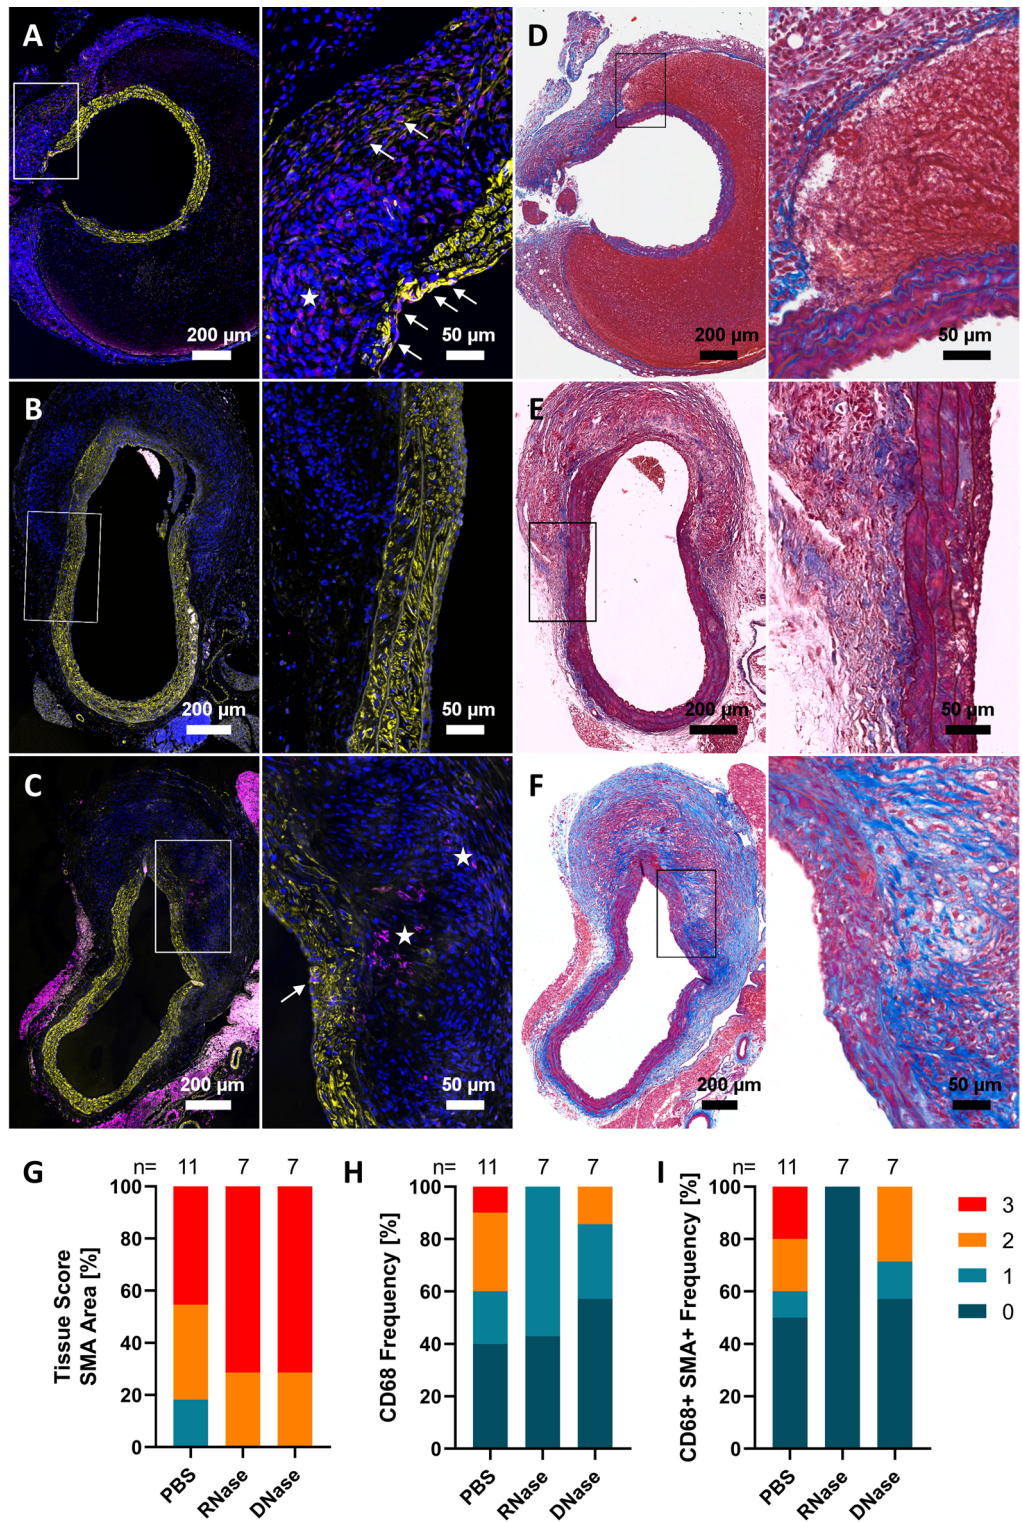 A
200 µm
50 µm
D
200 µm
50 µm
B
200 µm
50 µm
E
200 µm
50 µm
C
200 µm
50 µm
F
200 µm
50 µm
G
n= 11 7 7
Tissue Score
SMA Area [%]
100
80
60
40
20
0
PBS
RNase
DNase
H
n= 11 7 7
CD68 Frequency [%]
100
80
60
40
20
0
PBS
RNase
DNase
I
n= 11 7 7
CD68+ SMA+ Frequency [%]
100
80
60
40
20
0
PBS
RNase
DNase
3
2
1
0